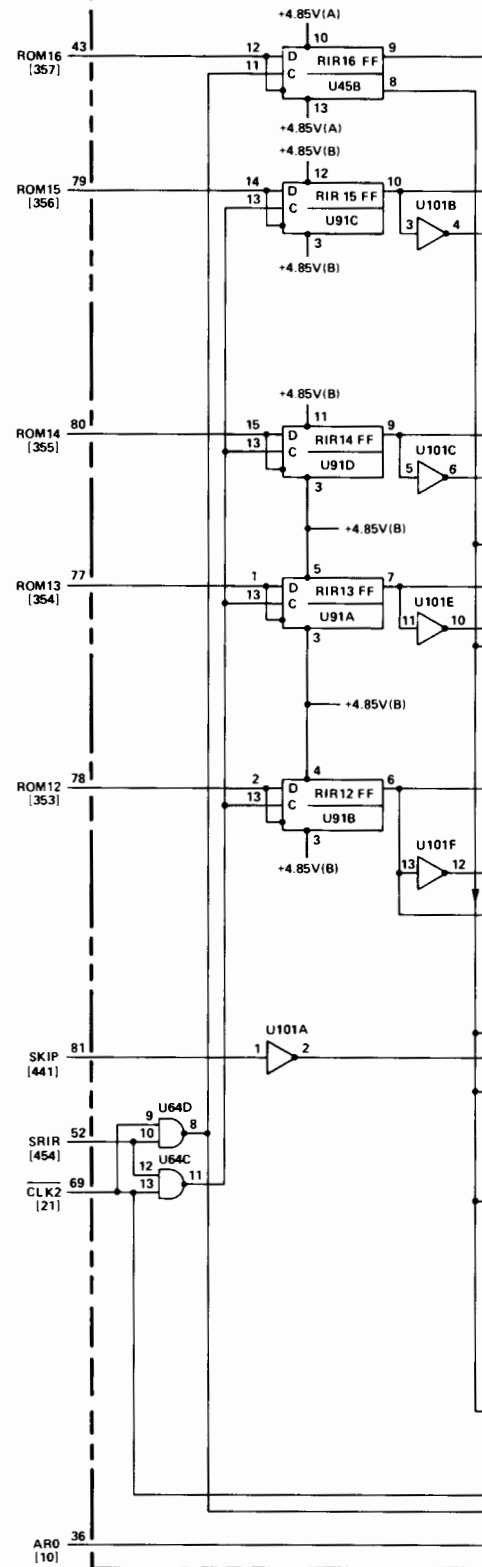 +4.85V(A)
10
ROM16 43 12 D RIR16 FF 9
[357] 11 C U45B 8
13
+4.85V(A)
+4.85V(B)
12
ROM15 79 14 D RIR 15 FF 10
[356] 13 C U91C U101B
3 3 4
+4.85V(B)
+4.85V(B)
11
ROM14 80 15 D RIR14 FF 9
[355] 13 C U91D U101C
3 5 6
+4.85V(B)
5
ROM13 77 1 D RIR13 FF 7
[354] 13 C U91A U101E
3 11 10
+4.85V(B)
4
ROM12 78 2 D RIR12 FF 6
[353] 13 C U91B
3 U101F
+4.85V(B) 13 12
U101A
SKIP 81 1 2
[441]
U64D
9 8
SRIR 52 10
[454] U64C
12 11
CLK2 69 13
[21]
AR0 36
[10]